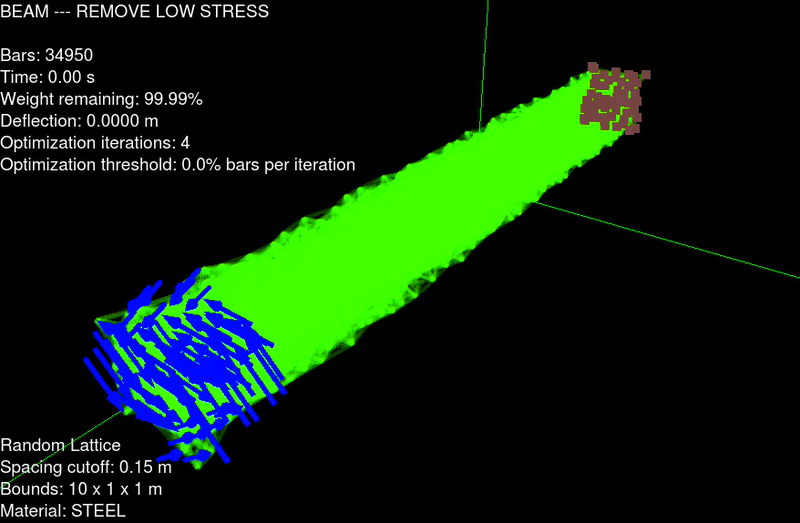 BEAM --- REMOVE LOW STRESS
Bars: 34950
Time: 0.00 s
Weight remaining: 99.99%
Deflection: 0.0000 m
Optimization iterations: 4
Optimization threshold: 0.0% bars per iteration
Random Lattice
Spacing cutoff: 0.15 m
Bounds: 10 x 1 x 1 m
Material: STEEL